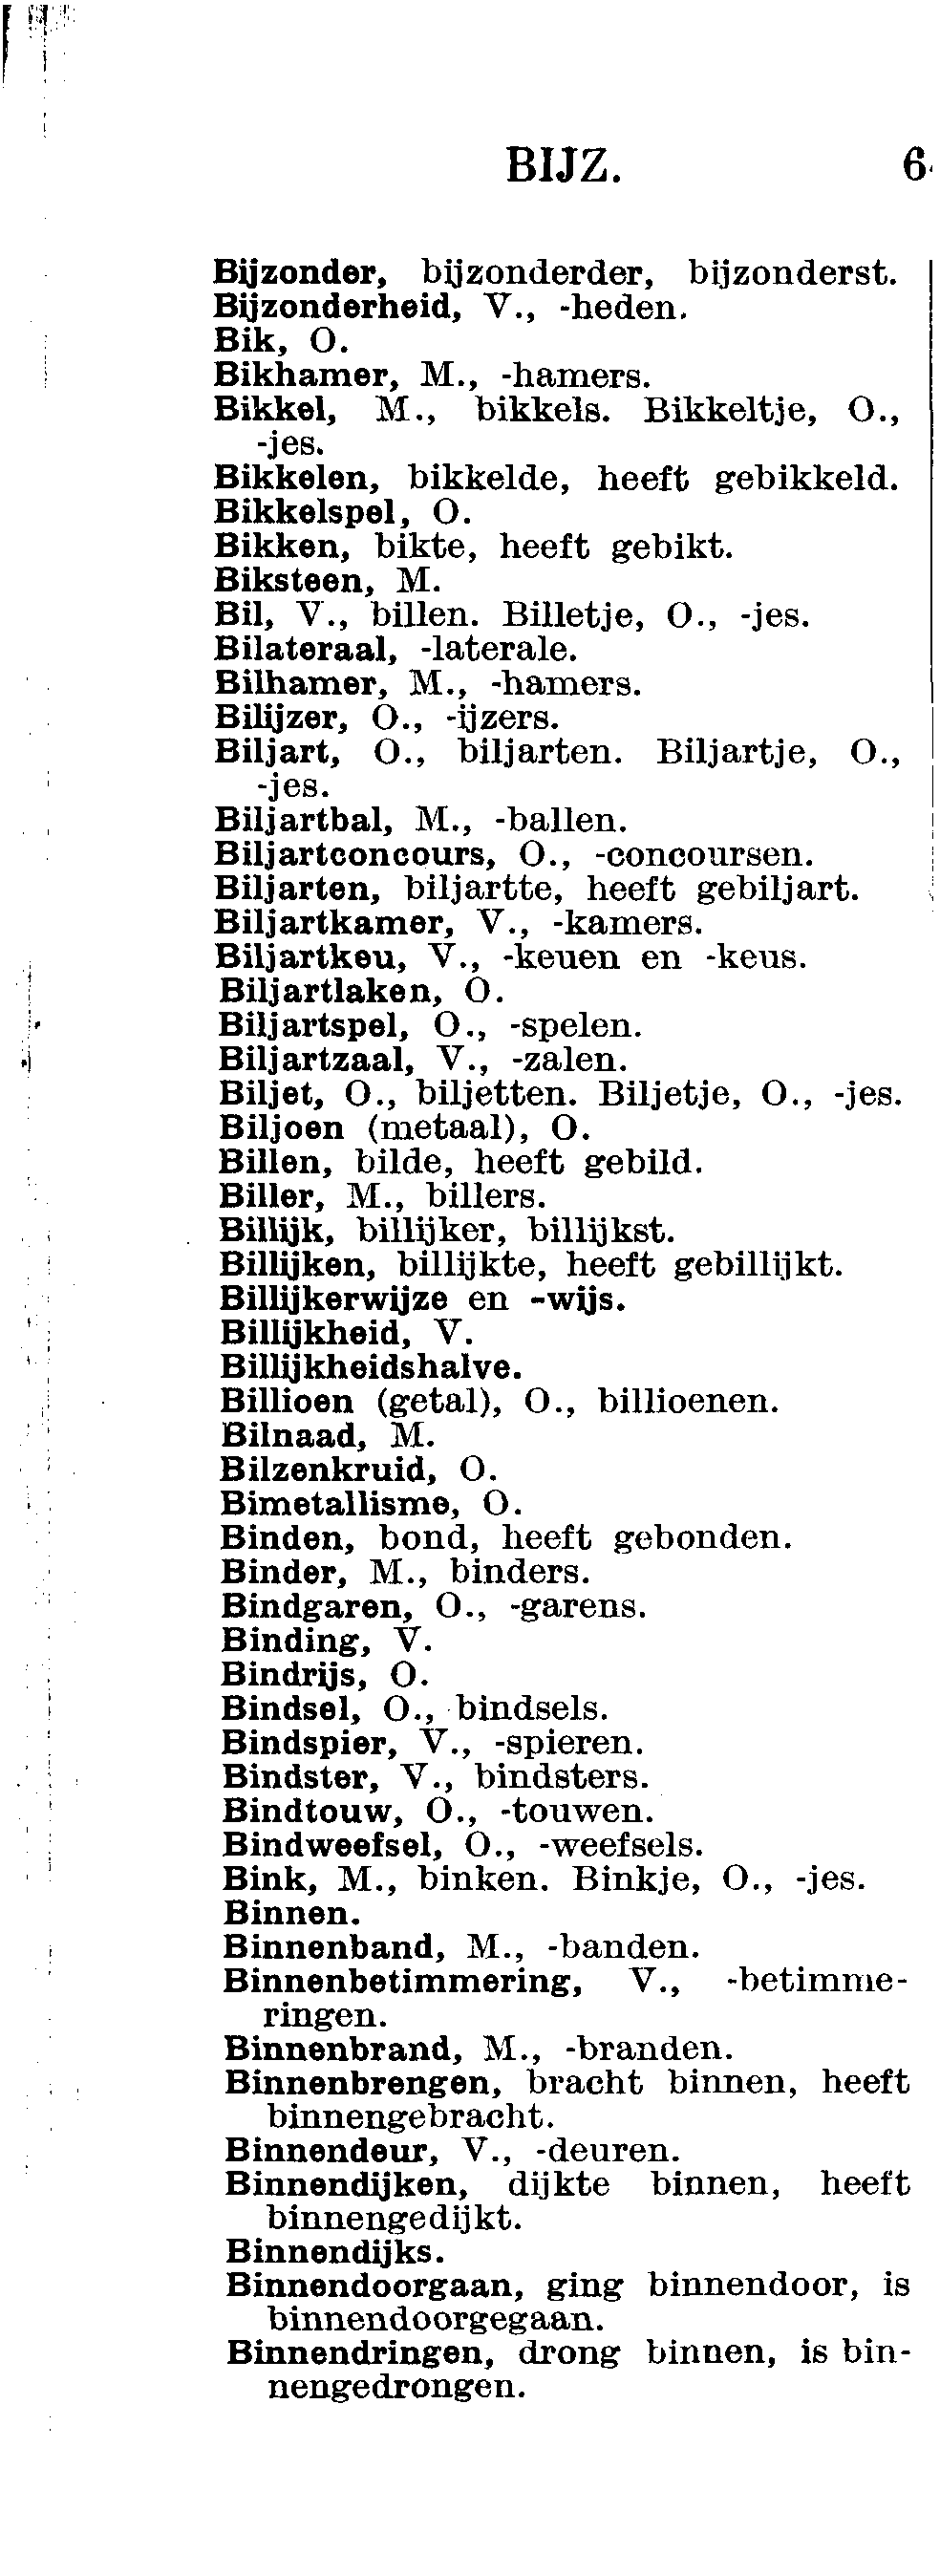 BIJZ. 6
Bijzonder, bijzonderder, bijzonderst.
Bijzonderheid, V., -heden.
Bik, O.
Bikhamer, M., -hamers.
Bikkel, M., bikkels. Bikkeltje, O.,
-jes.
Bikkelen, bikkelde, heeft gebikkeld.
Bikkelspel, O.
Bikken, bikte, heeft gebikt.
Biksteen, M.
Bil, V., billen. Billetje, O., -jes.
Bilateraal, -laterale.
Bilhamer, M., -hamers.
Bilijzer, O., -ijzers.
Biljart, O., biljarten. Biljartje, O.,
-jes.
Biljartbal, M., -ballen.
Biljartconcours, O., -concoursen.
Biljarten, biljartte, heeft gebiljart.
Biljartkamer, V., -kamers.
Biljartkeu, V., -keuen en -keus.
Biljartlaken, O.
Biljartspel, O., -spelen.
Biljartzaal, V., -zalen.
Biljet, O., biljetten. Biljetje, O., -jes.
Biljoen (metaal), O.
Billen, bilde, heeft gebild.
Biller, M., billers.
Billijk, billijker, billijkst.
Billijken, billijkte, heeft gebillijkt.
Billijkerwijze en -wijs.
Billijkheid, V.
Billijkheidshalve.
Billioen (getal), O., billioenen.
Bilnaad, M.
Bilzenkruid, O.
Bimetallisme, O.
Binden, bond, heeft gebonden.
Binder, M., binders.
Bindgaren, O., -garens.
Binding, V.
Bindrijs, O.
Bindsel, O., bindsels.
Bindspier, V., -spieren.
Bindster, V., bindsters.
Bindtouw, O., -touwen.
Bindweefsel, O., -weefsels.
Bink, M., binken. Binkje, O., -jes.
Binnen.
Binnenband, M., -banden.
Binnenbetimmering, V., -betimme-
ringen.
Binnenbrand, M., -branden.
Binnenbrengen, bracht binnen, heeft
binnengebracht.
Binnendeur, V., -deuren.
Binnendijken, dijkte binnen, heeft
binnengedijkt.
Binnendijks.
Binnendoorgaan, ging binnendoor, is
binnendoorgegaan.
Binnendringen, drong binnen, is bin-
nengedrongen.